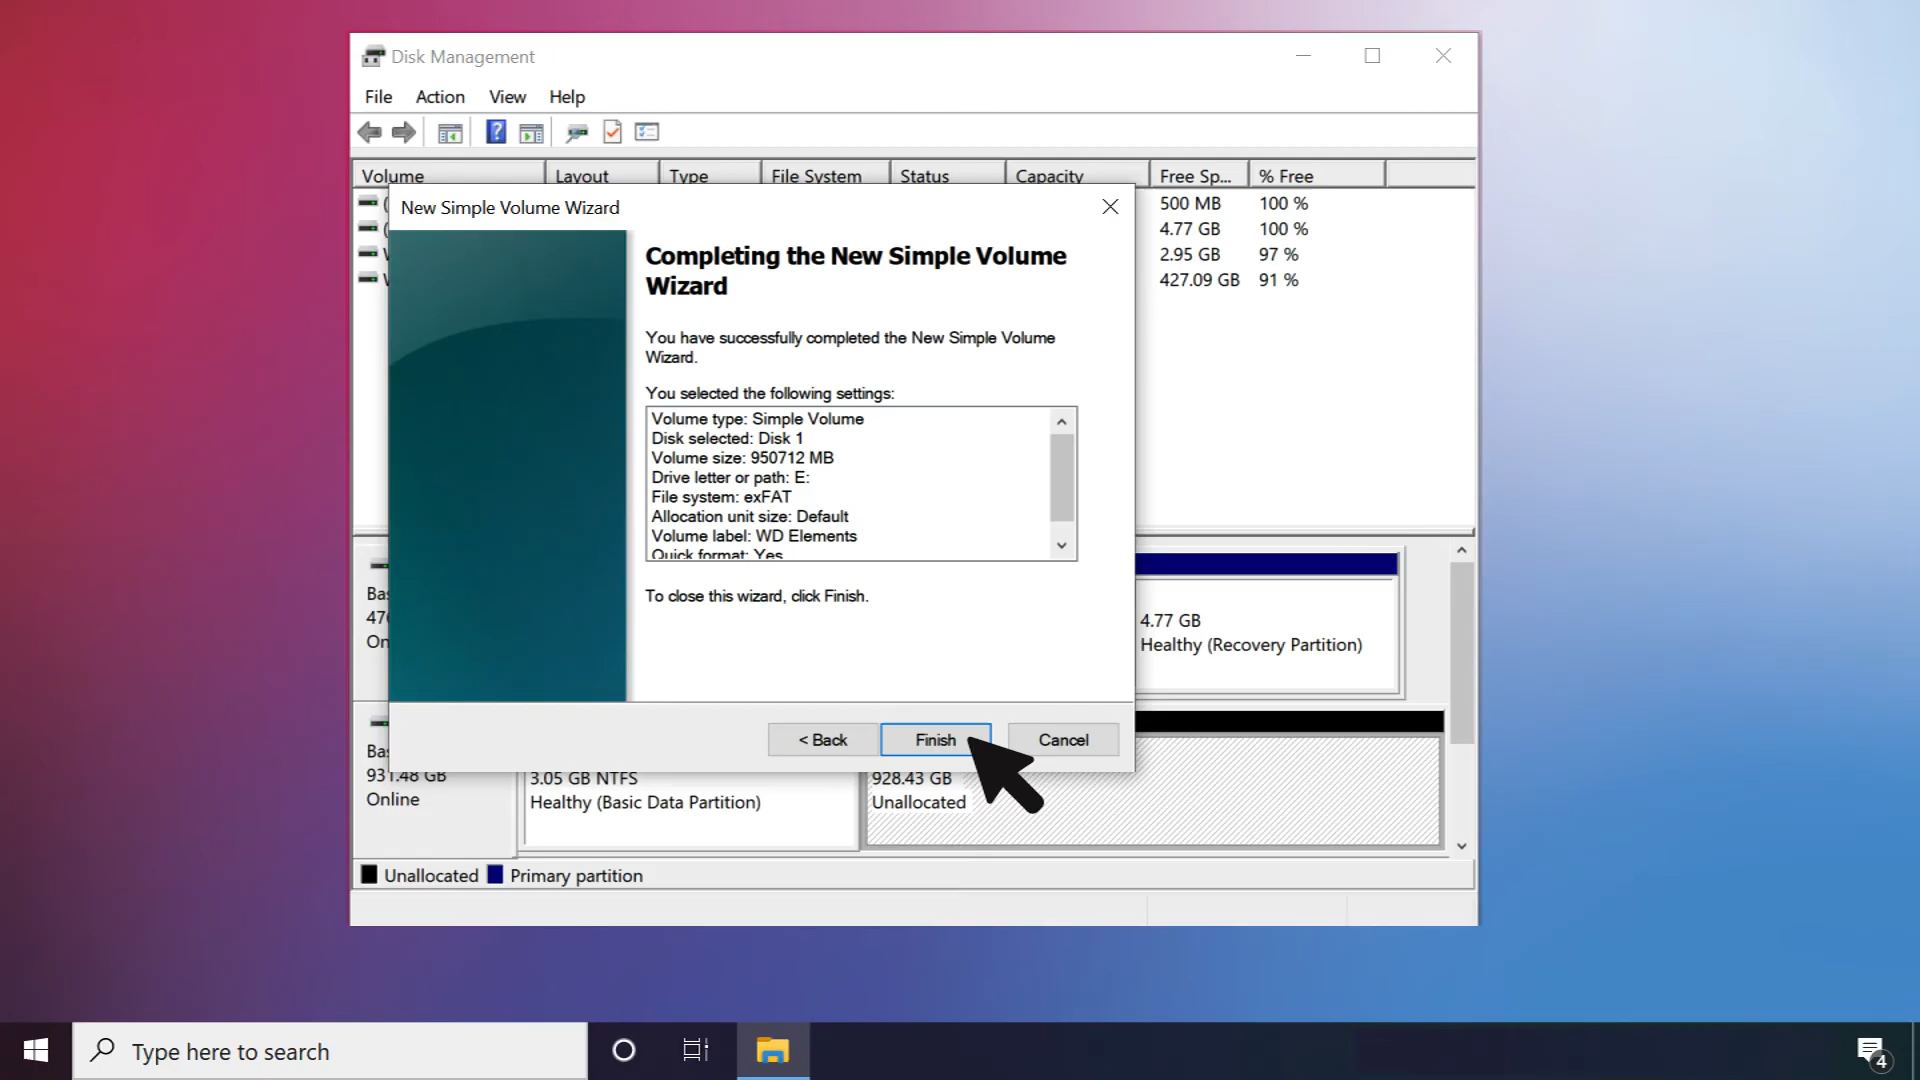 Disk Management
File Action View Help
Volume Layout Type File System Status Capacity Free Sp... % Free
500 MB 100 %
4.77 GB 100 %
2.95 GB 97 %
427.09 GB 91 %
New Simple Volume Wizard
Completing the New Simple Volume
Wizard
You have successfully completed the New Simple Volume
Wizard.
You selected the following settings:
Volume type: Simple Volume
Disk selected: Disk 1
Volume size: 950712 MB
Drive letter or path: E:
File system: exFAT
Allocation unit size: Default
Volume label: WD Elements
Quick format: Yes
To close this wizard, click Finish.
< Back Finish Cancel
4.77 GB
Healthy (Recovery Partition)
931.48 GB
Online
3.05 GB NTFS
Healthy (Basic Data Partition)
928.43 GB
Unallocated
Unallocated Primary partition
Type here to search
4